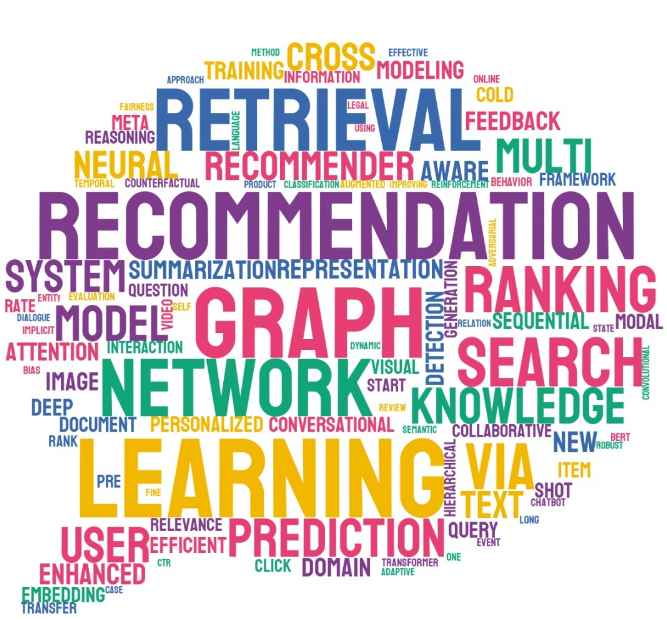 METHOD CROSS EFFECTIVE
TRAINING INFORMATION MODELING
APPROACH ONLINE
RETRIEVAL COLD
FAIRNESS LANGUAGE LEGAL
META USING FEEDBACK
REASONING
NEURAL RECOMMENDER AWARE MULTI
TEMPORAL COUNTERFACTUAL PRODUCT CLASSIFICATION AUGMENTED IMPROVING REINFORCEMENT BEHAVIOR FRAMEWORK
RECOMMENDATION
ADVERSARIAL
SYSTEM SUMMARIZATION REPRESENTATION GENERATION RANKING
QUESTION
RATE ENTITY EVALUATION
DIALOGUE MODEL VIDEO SELF GRAPH DETECTION RELATION SEQUENTIAL STATE MODAL
IMPLICIT
ATTENTION INTERACTION DYNAMIC SEARCH CONVOLUTIONAL
BIAS IMAGE NETWORK VISUAL
START
DEEP REVIEW KNOWLEDGE
DOCUMENT PERSONALIZED CONVERSATIONAL SEMANTIC COLLABORATIVE
RANK NEW BERT
ROBUST
LEARNING HIERARCHICAL VIA ITEM
PRE FINE TEXT SHOT
CHATBOT
RELEVANCE LONG
USER EFFICIENT PREDICTION QUERY
EVENT
ENHANCED CTR CLICK DOMAIN TRANSFORMER ONE
ADAPTIVE
EMBEDDING CASE
TRANSFER